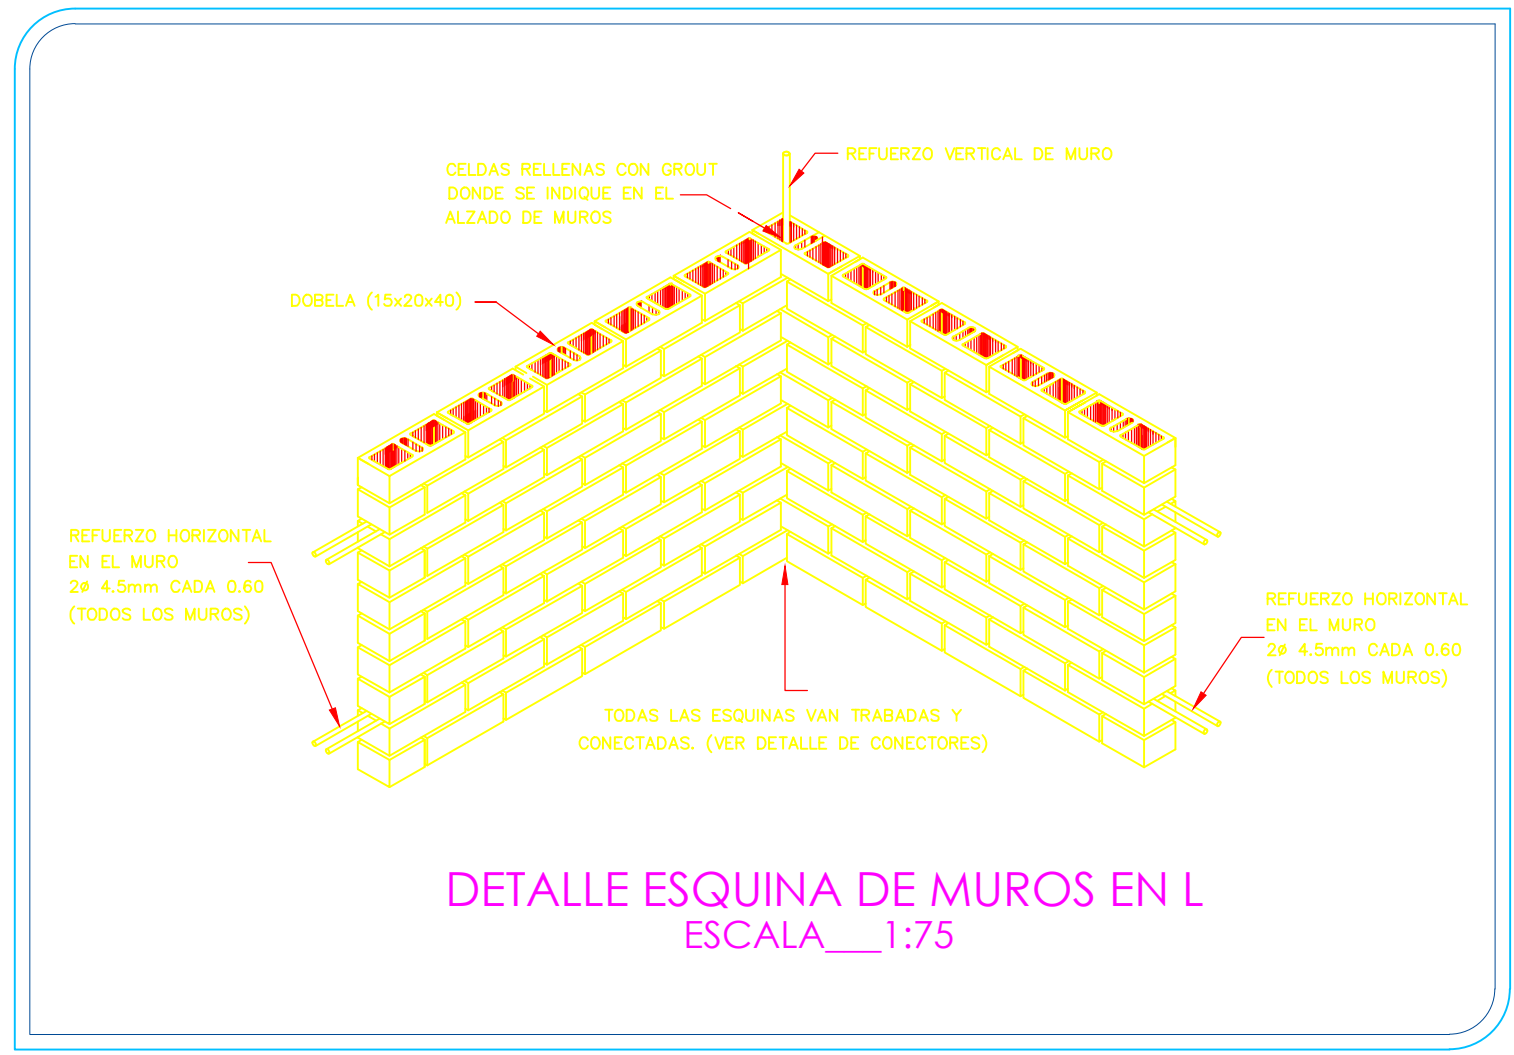 REFUERZO VERTICAL DE MURO
CELDAS RELLENAS CON GROUT
DONDE SE INDIQUE EN EL
ALZADO DE MUROS
DOBELA (15x20x40)
REFUERZO HORIZONTAL
EN EL MURO
2ø 4.5mm CADA 0.60
(TODOS LOS MUROS)
REFUERZO HORIZONTAL
EN EL MURO
2ø 4.5mm CADA 0.60
(TODOS LOS MUROS)
TODAS LAS ESQUINAS VAN TRABADAS Y
CONECTADAS. (VER DETALLE DE CONECTORES)
DETALLE ESQUINA DE MUROS EN L
ESCALA___1:75